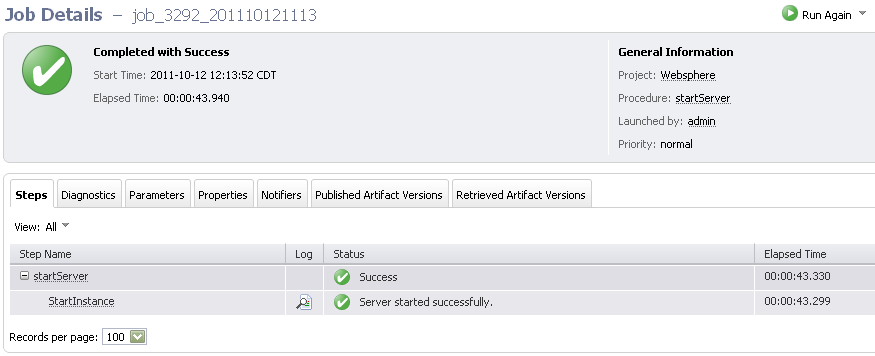 Job Details – job_3292_201110121113
Run Again
Completed with Success
Start Time: 2011-10-12 12:13:52 CDT
Elapsed Time: 00:00:43.940
General Information
Project: Websphere
Procedure: startServer
Launched by: admin
Priority: normal
Steps Diagnostics Parameters Properties Notifiers Published Artifact Versions Retrieved Artifact Versions
View: All
Step Name Log Status Elapsed Time
startServer Success 00:00:43.330
StartInstance Server started successfully. 00:00:43.299
Records per page: 100